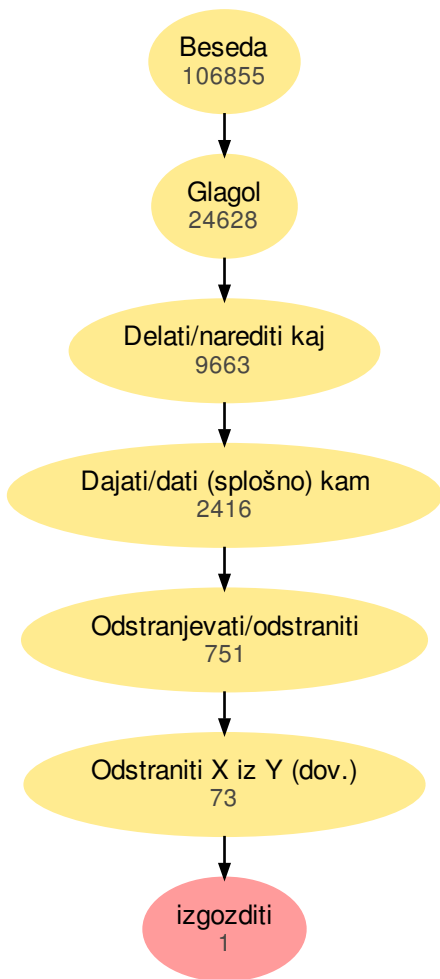 Beseda
106855
Glagol
24628
Delati/narediti kaj
9663
Dajati/dati (splošno) kam
2416
Odstranjevati/odstraniti
751
Odstraniti X iz Y (dov.)
73
izgozditi
1